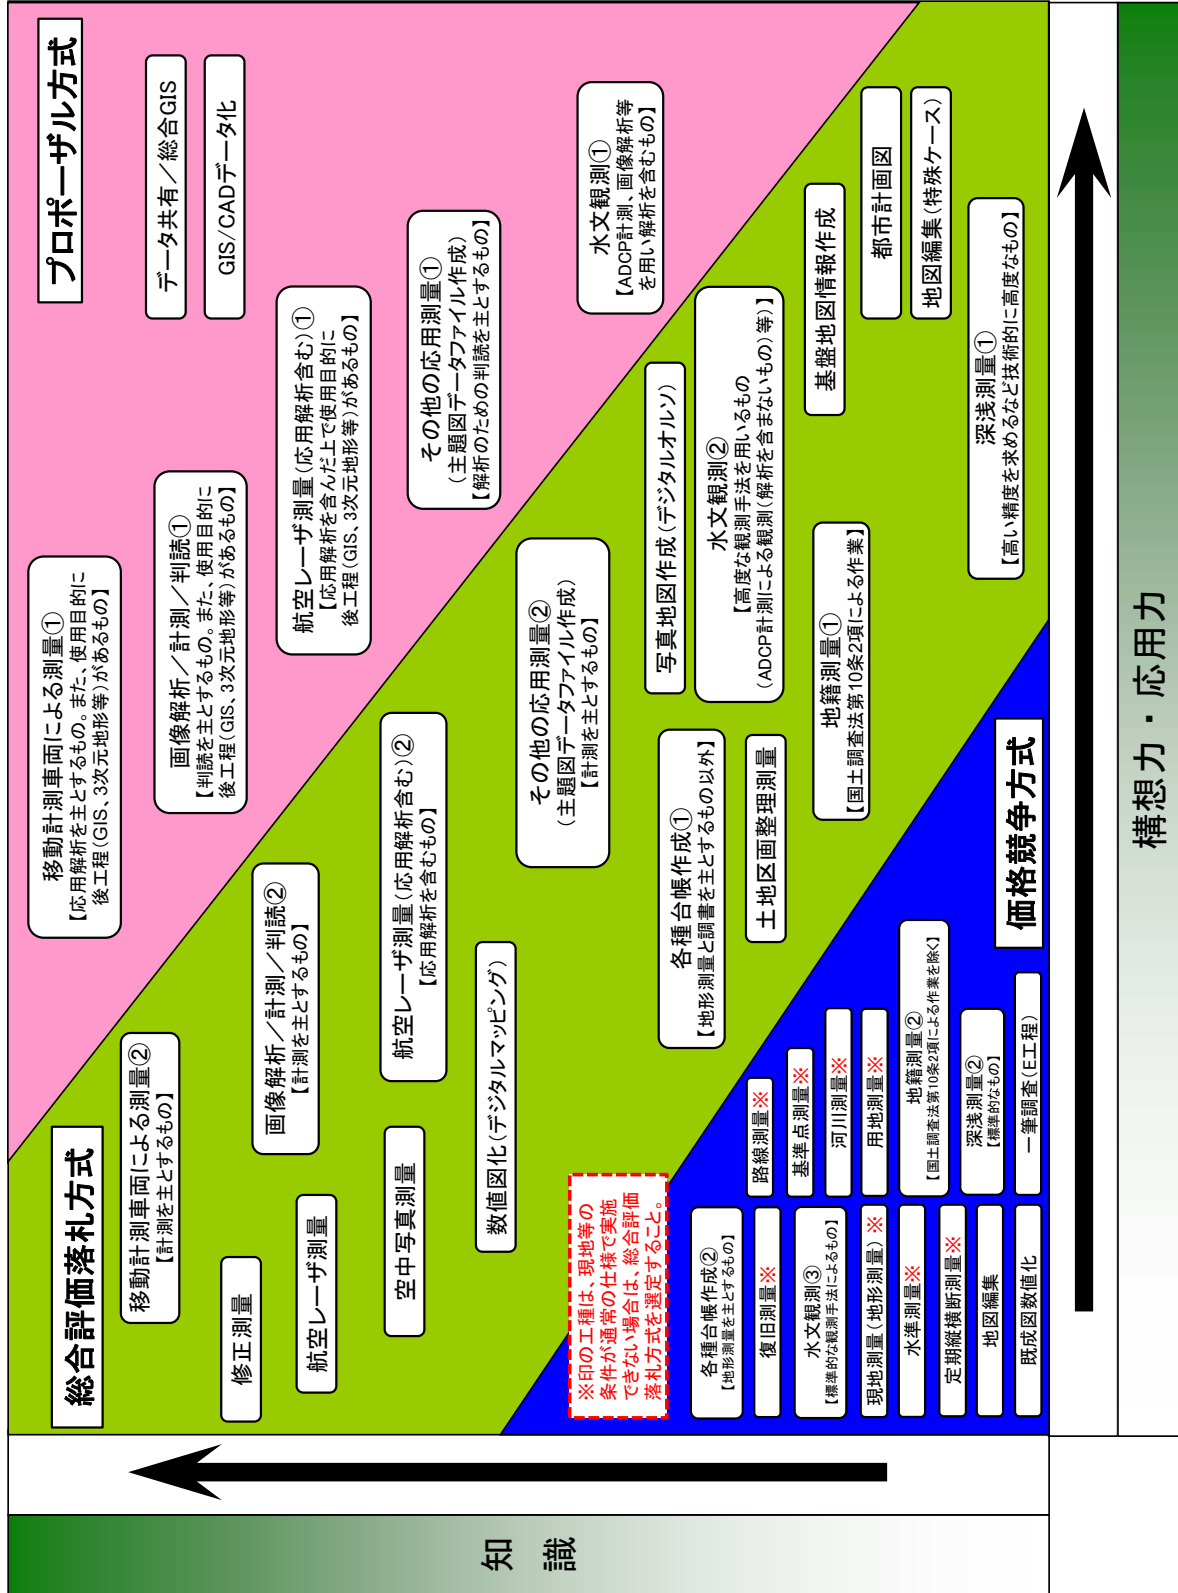 プロポーザル方式
データ共有／総合GIS
GIS/CADデータ化
移動計測車両による測量①
【応用解析を主とするもの。また、使用目的に
後工程(GIS、3次元地形等)があるもの】
画像解析／計測／判読①
【判読を主とするもの。また、使用目的に
後工程(GIS、3次元地形等)があるもの】
航空レーザ測量(応用解析含む)①
【応用解析を含んだ上で使用目的に
後工程(GIS、3次元地形等)があるもの】
その他の応用測量①
(主題図データファイル作成)
【解析のための判読を主とするもの】
水文観測①
【ADCP計測、画像解析等
を用い解析を含むもの】
総合評価落札方式
移動計測車両による測量②
【計測を主とするもの】
修正測量
画像解析／計測／判読②
【計測を主とするもの】
航空レーザ測量
航空レーザ測量(応用解析含む)②
【応用解析を含むもの】
空中写真測量
数値図化(デジタルマッピング)
その他の応用測量②
(主題図データファイル作成)
【計測を主とするもの】
写真地図作成(デジタルオルソ)
水文観測②
【高度な観測手法を用いるもの
(ADCP計測による観測(解析を含まないもの)等)】
各種台帳作成①
【地形測量と調書を主とするもの以外】
土地区画整理測量
基盤地図情報作成
都市計画図
地図編集(特殊ケース)
地籍測量①
【国土調査法第10条2項による作業】
深浅測量①
【高い精度を求めるなど技術的に高度なもの】
※印の工種は、現地等の
条件が通常の仕様で実施
できない場合は、総合評価
落札方式を選定すること。
価格競争方式
路線測量※
基準点測量※
河川測量※
用地測量※
地籍測量②
【国土調査法第10条2項による作業を除く】
深浅測量②
【標準的なもの】
一筆調査(E工程)
各種台帳作成②
【地形測量を主とするもの】
復旧測量※
水文観測③
【標準的な観測手法によるもの】
現地測量(地形測量)※
水準測量※
定期縦横断測量※
地図編集
既成図数値化
知識
構想力・応用力